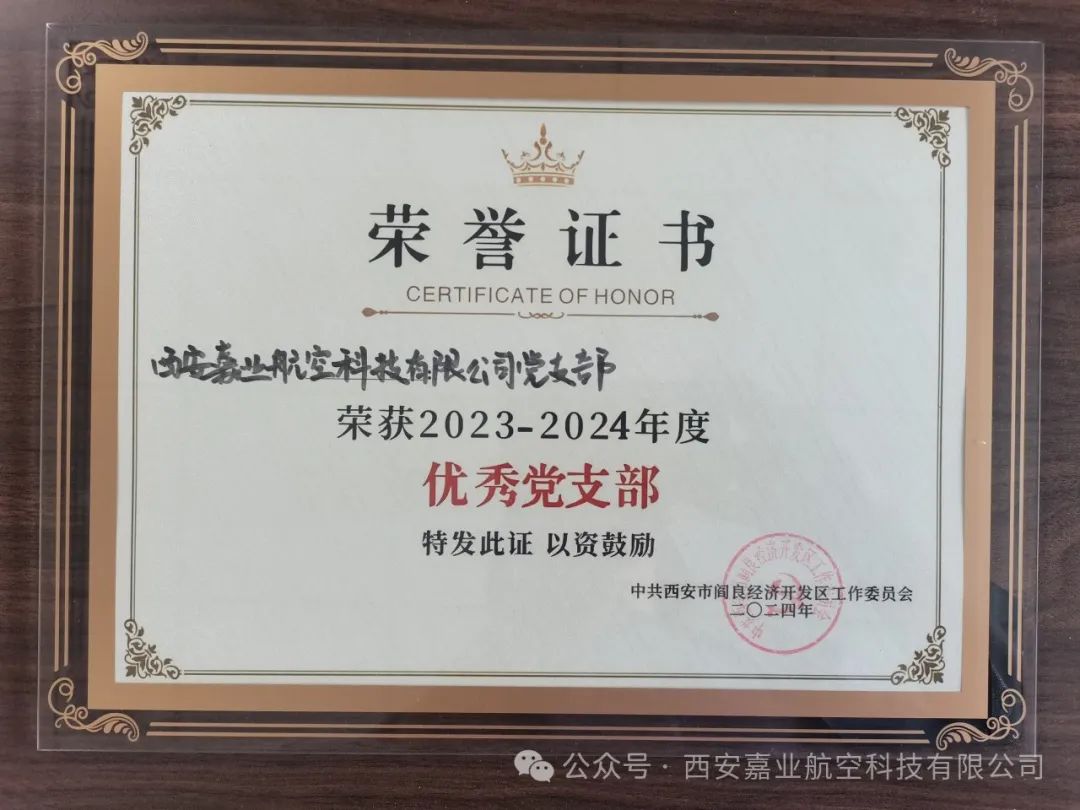 荣誉证书
CERTIFICATE OF HONOR
西安嘉业航空科技有限公司党支部
荣获2023-2024年度
优秀党支部
特发此证 以资鼓励
中共西安市阎良经济开发区工作委员会
二〇二四年
公众号·西安嘉业航空科技有限公司